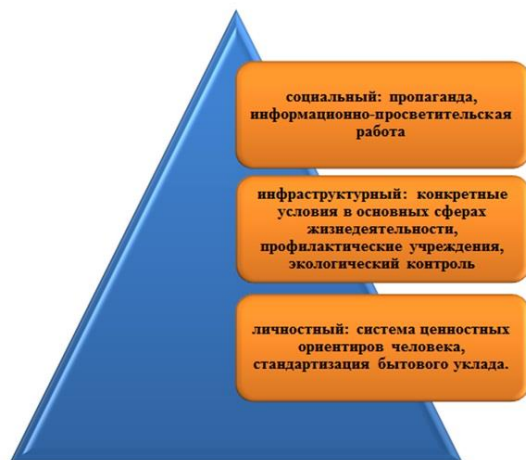 социальный: пропаганда,
информационно-просветительская
работа
инфраструктурный: конкретные
условия в основных сферах
жизнедеятельности,
профилактические учреждения,
экологический контроль
личностный: система ценностных
ориентиров человека,
стандартизация бытового уклада.